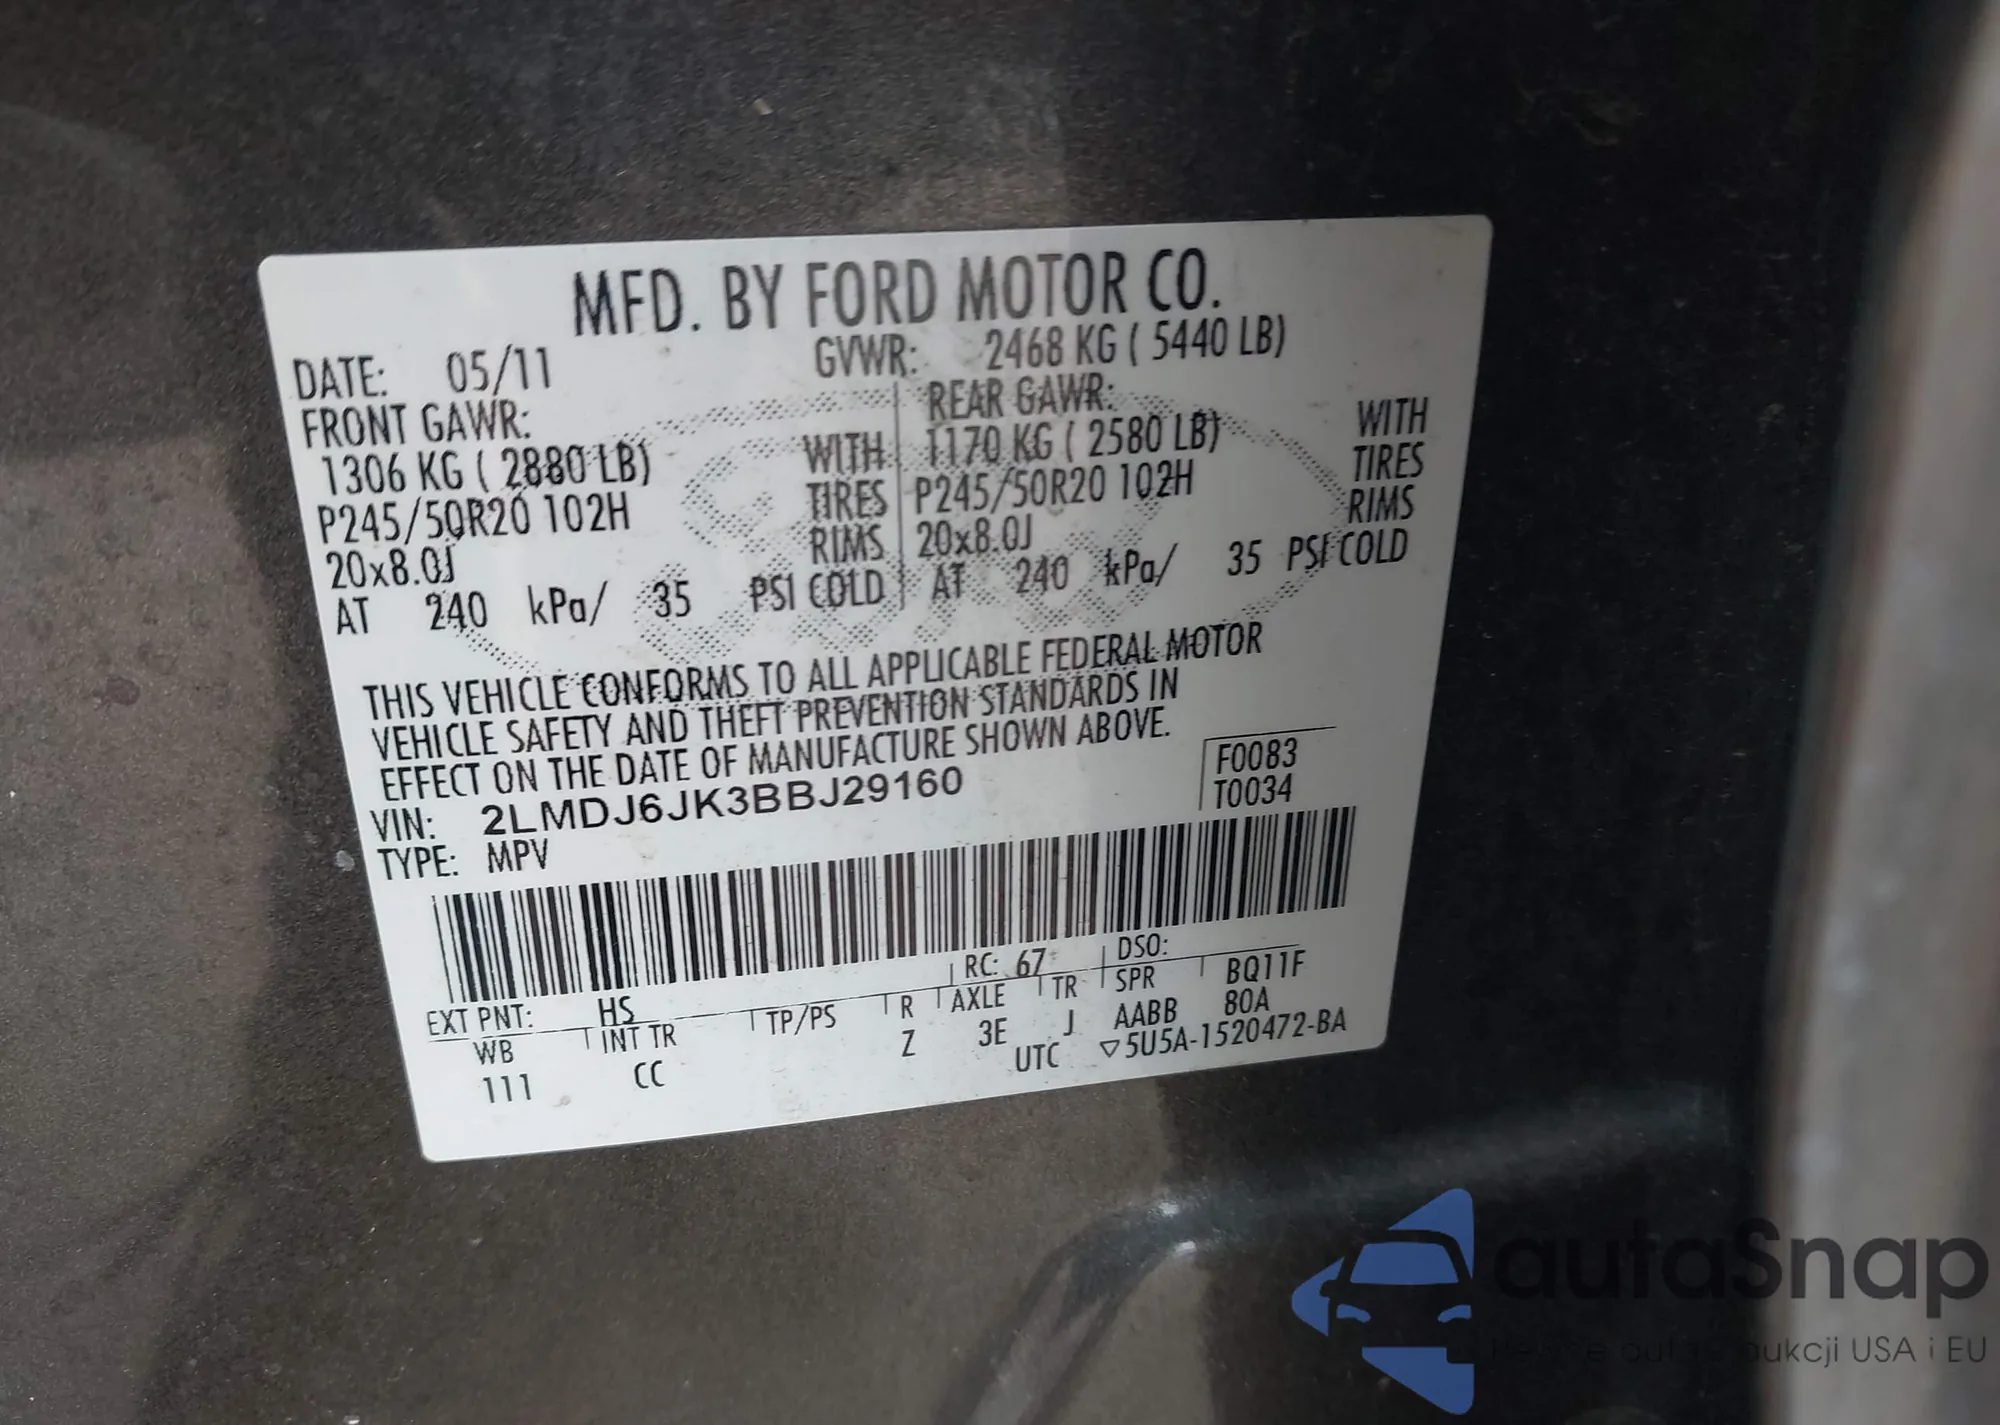 MFD. BY FORD MOTOR CO.
DATE: 05/11 GVWR: 2468 KG ( 5440 LB)
FRONT GAWR: REAR GAWR:
1306 KG ( 2880 LB) WITH 1170 KG ( 2580 LB) WITH
P245/50R20 102H TIRES P245/50R20 102H TIRES
20x8.0J RIMS 20x8.0J RIMS
AT 240 kPa/ 35 PSI COLD AT 240 kPa/ 35 PSI COLD
THIS VEHICLE CONFORMS TO ALL APPLICABLE FEDERAL MOTOR
VEHICLE SAFETY AND THEFT PREVENTION STANDARDS IN
EFFECT ON THE DATE OF MANUFACTURE SHOWN ABOVE.
VIN: 2LMDJ6JK3BBJ29160 F0083
TYPE: MPV T0034
EXT PNT: HS RC: 67 DSO: BQ11F
WB INT TR TP/PS R AXLE TR SPR 80A
111 CC Z 3E J AABB
UTC ▽5U5A-1520472-BA
autaSnap
aukcji USA i EU